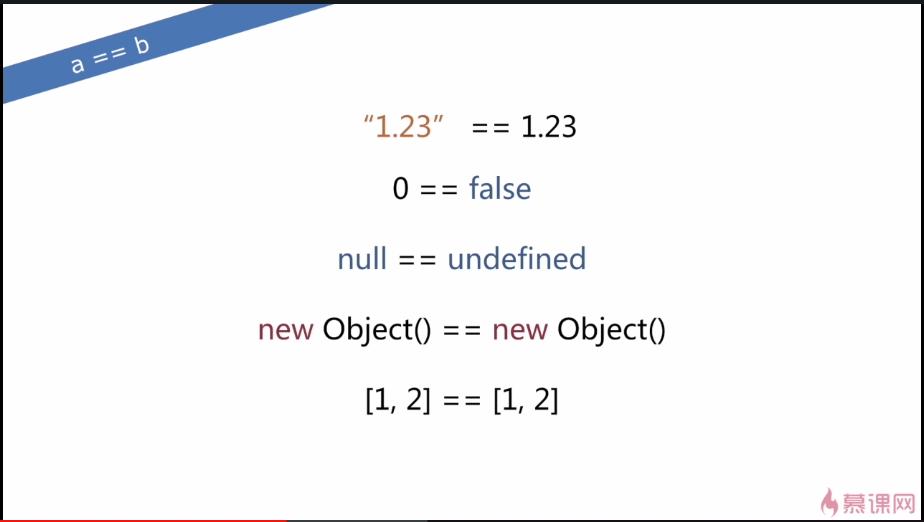 a == b
“1.23” == 1.23
0 == false
null == undefined
new Object() == new Object()
[1, 2] == [1, 2]
慕课网